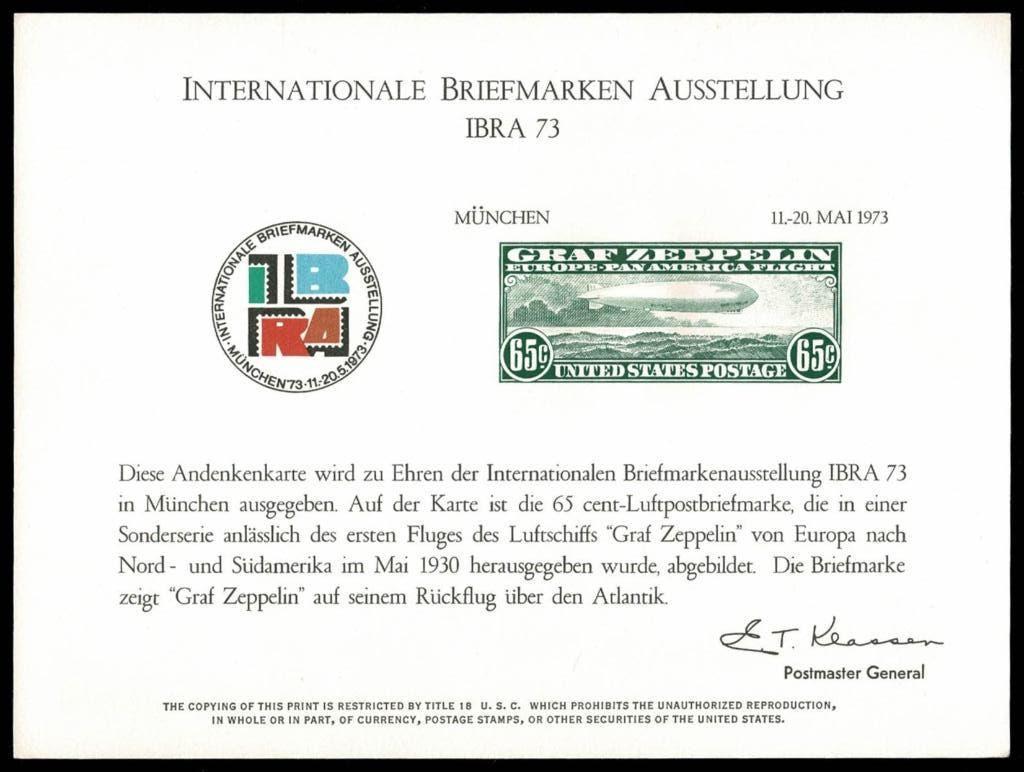 INTERNATIONALE BRIEFMARKEN AUSSTELLUNG
IBRA 73
MÜNCHEN 11.-20. MAI 1973
·INTERNATIONALE BRIEFMARKEN AUSSTELLUNG·
IB
RA
MÜNCHEN'73·11.-20.5.1973
GRAF ZEPPELIN
EUROPE-PAN AMERICA FLIGHT
65c 65c
UNITED STATES POSTAGE
Diese Andenkenkarte wird zu Ehren der Internationalen Briefmarkenausstellung IBRA 73
in München ausgegeben. Auf der Karte ist die 65 cent-Luftpostbriefmarke, die in einer
Sonderserie anlässlich des ersten Fluges des Luftschiffs "Graf Zeppelin" von Europa nach
Nord- und Südamerika im Mai 1930 herausgegeben wurde, abgebildet. Die Briefmarke
zeigt "Graf Zeppelin" auf seinem Rückflug über den Atlantik.
E. T. Klassen
Postmaster General
THE COPYING OF THIS PRINT IS RESTRICTED BY TITLE 18 U. S. C. WHICH PROHIBITS THE UNAUTHORIZED REPRODUCTION,
IN WHOLE OR IN PART, OF CURRENCY, POSTAGE STAMPS, OR OTHER SECURITIES OF THE UNITED STATES.